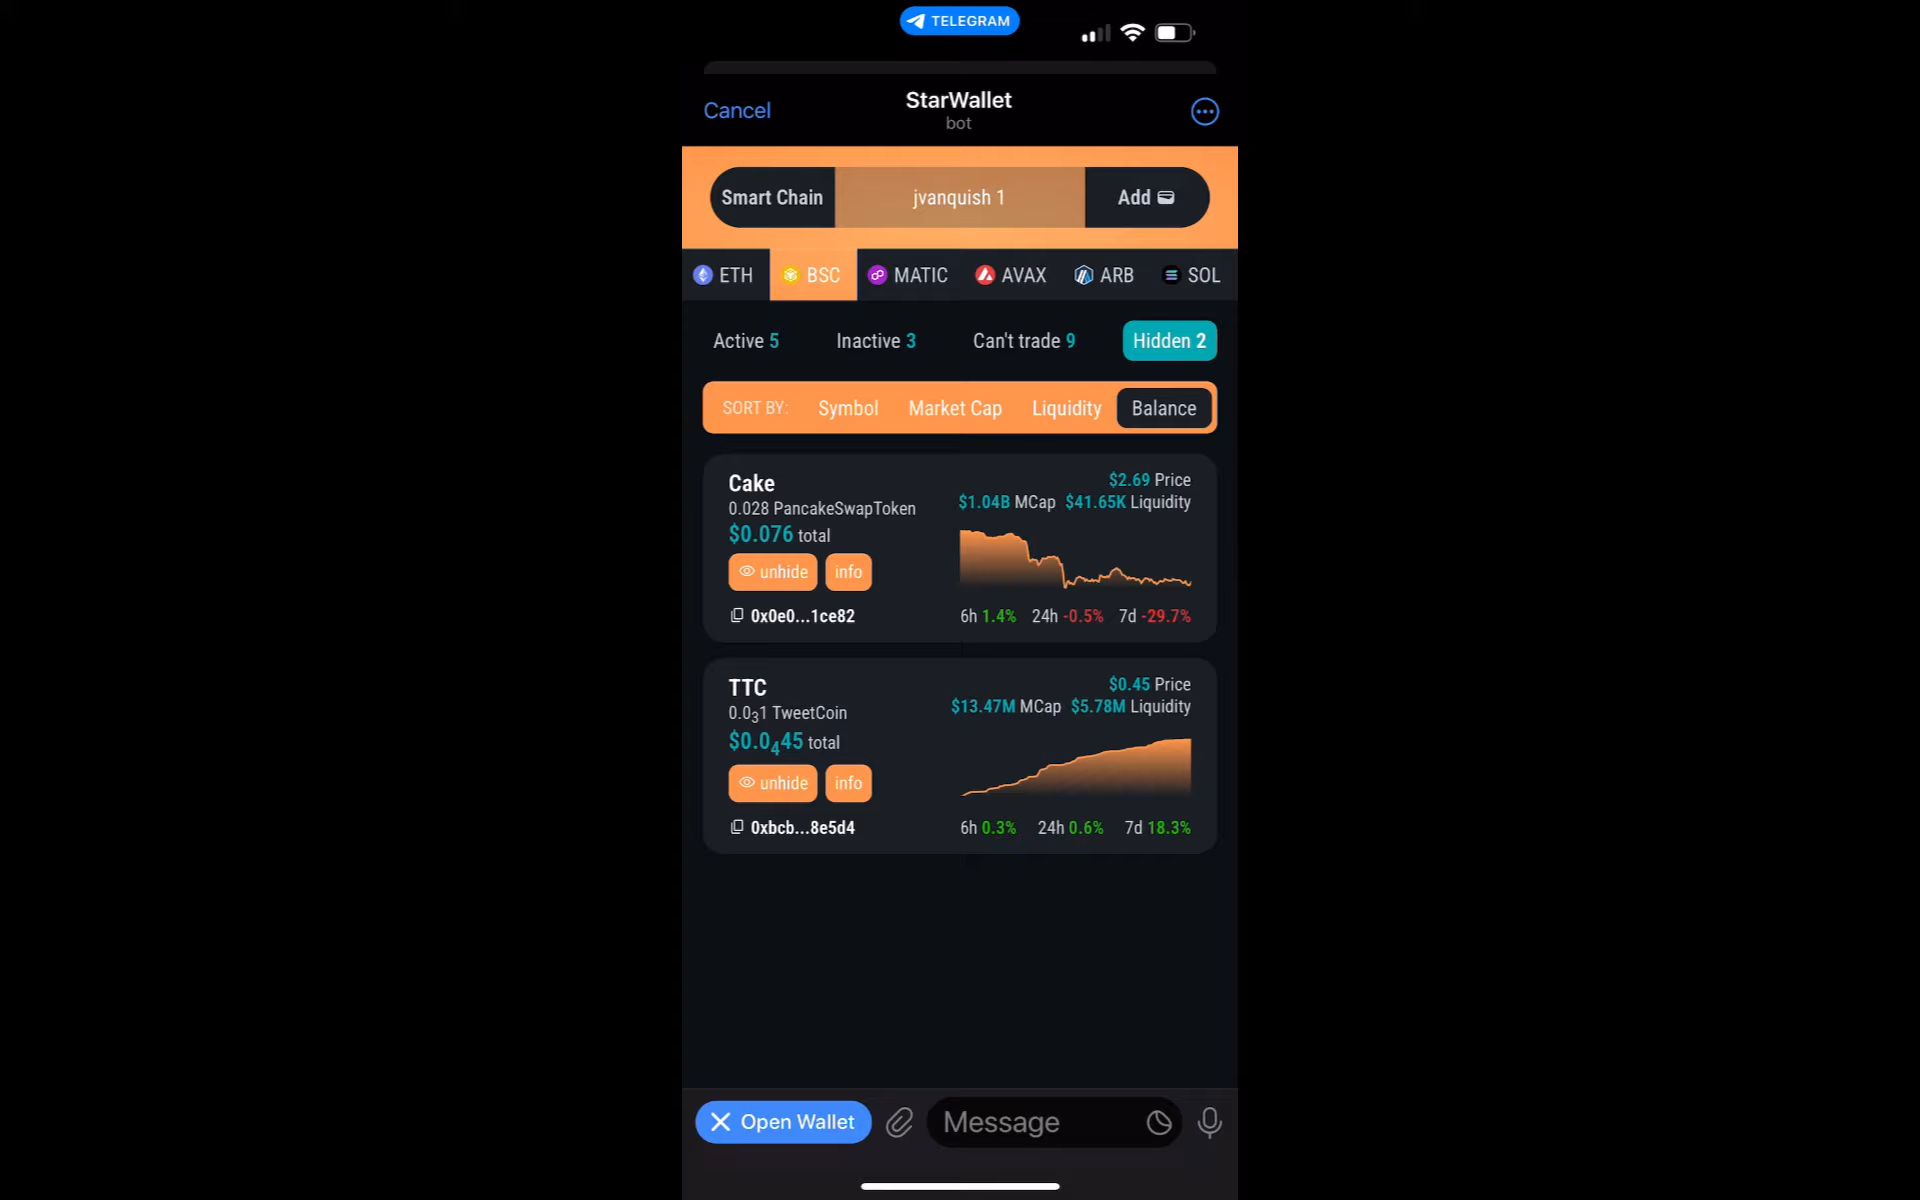 TELEGRAM
Cancel
StarWallet
bot
Smart Chain
jvanquish 1
Add
ETH
BSC
MATIC
AVAX
ARB
SOL
Active 5
Inactive 3
Can't trade 9
Hidden 2
SORT BY:
Symbol
Market Cap
Liquidity
Balance
Cake
0.028 PancakeSwapToken
$0.076 total
unhide
info
0x0e0...1ce82
$2.69 Price
$1.04B MCap $41.65K Liquidity
6h 1.4% 24h -0.5% 7d -29.7%
TTC
0.0₃1 TweetCoin
$0.0₄45 total
unhide
info
0xbcb...8e5d4
$0.45 Price
$13.47M MCap $5.78M Liquidity
6h 0.3% 24h 0.6% 7d 18.3%
Open Wallet
Message